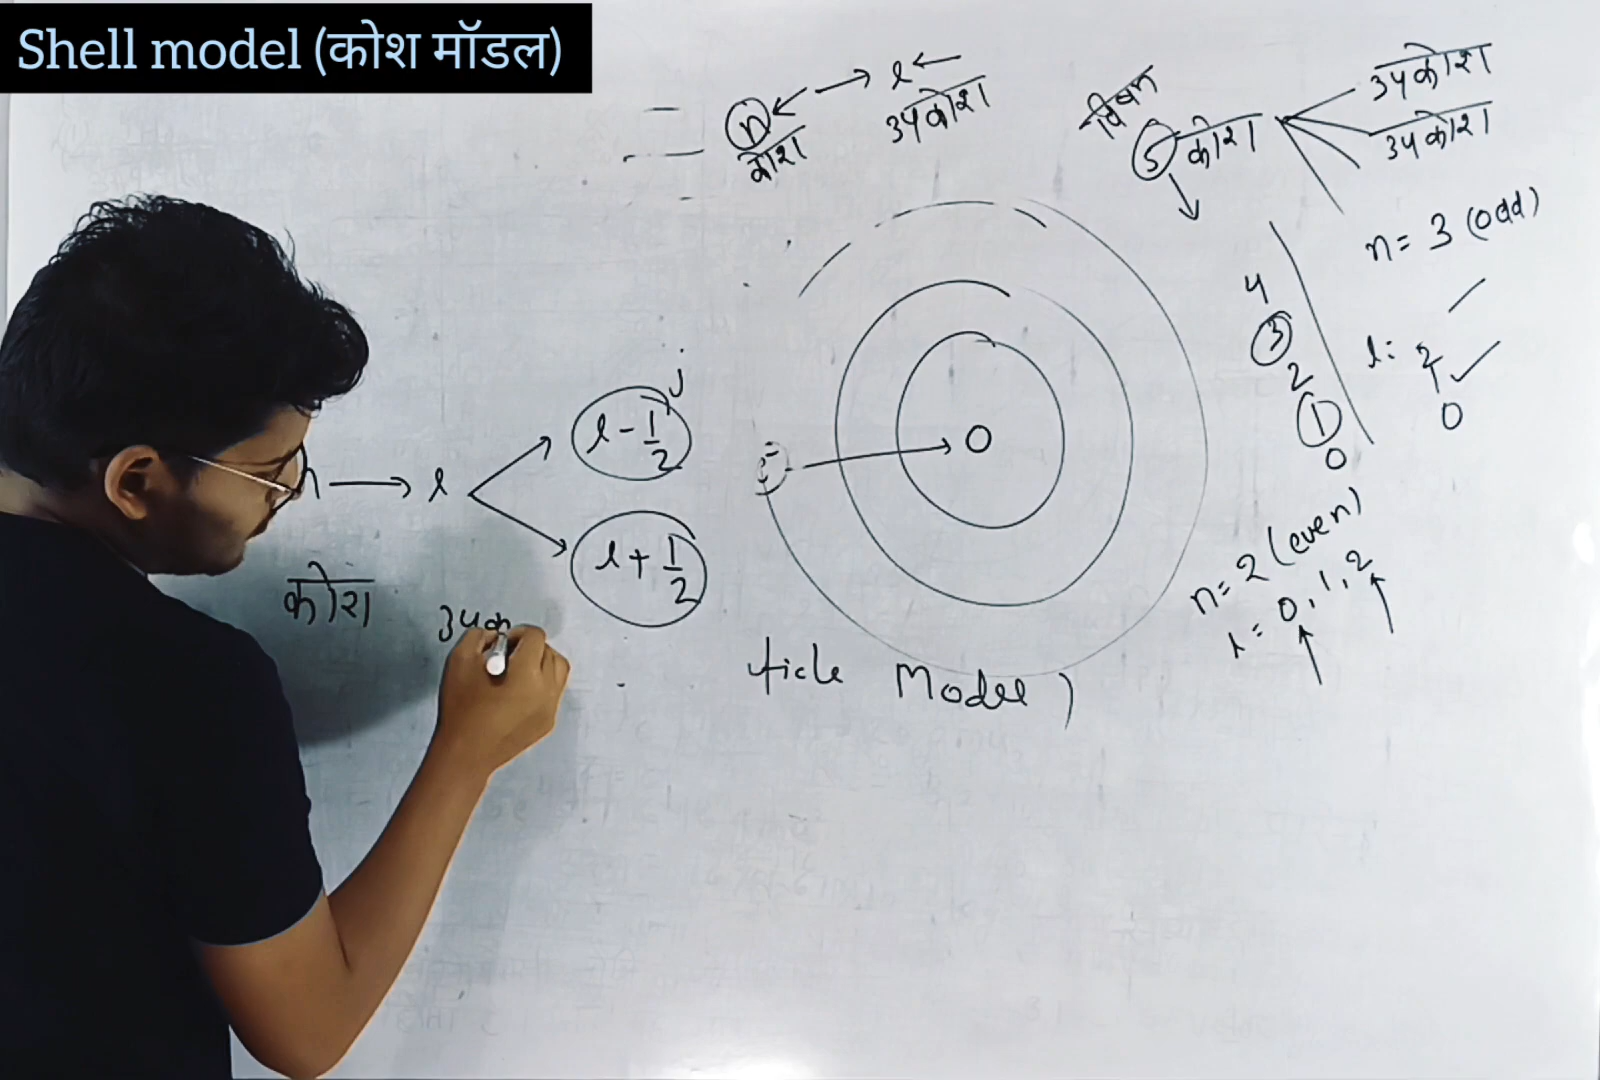 Shell model (कोश मॉडल)
n ← → l ←
कोश उपकोश
विषम
5 कोश
उपकोश
उपकोश
n = 3 (odd)
4
3
2
1
0
l:
2
1
0
j
l - 1/2
n → l
l + 1/2
कोश
उपक
e-
n = 2 (even)
l = 0, 1, 2
ticle Model)